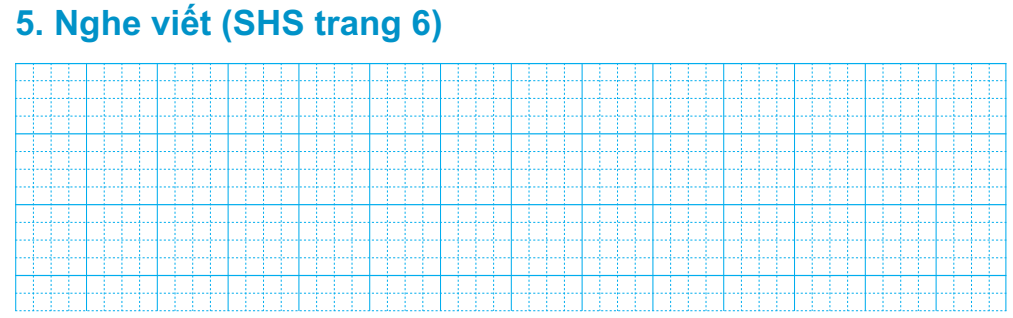 5. Nghe viết (SHS trang 6)